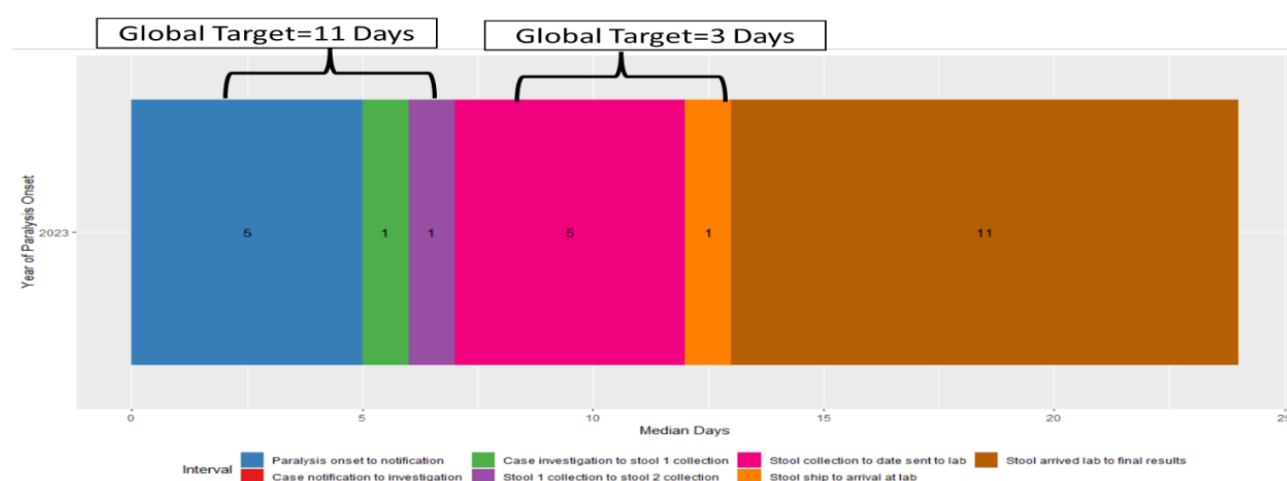 Global Target=11 Days
Global Target=3 Days
Year of Paralysis Onset
2023
5
1
1
5
1
11
0
5
10
15
20
25
Median Days
Interval
Paralysis onset to notification
Case notification to investigation
Case investigation to stool 1 collection
Stool 1 collection to stool 2 collection
Stool collection to date sent to lab
Stool ship to arrival at lab
Stool arrived lab to final results